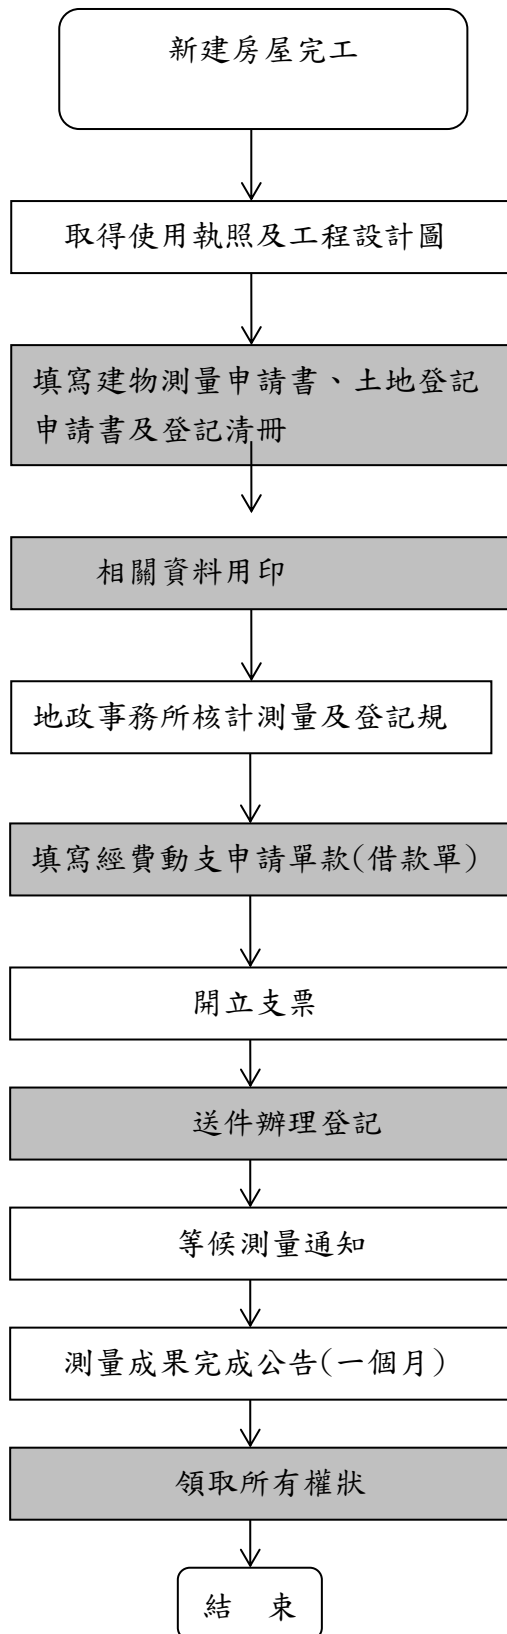 新建房屋完工
取得使用執照及工程設計圖
填寫建物測量申請書、土地登記
申請書及登記清冊
相關資料用印
地政事務所核計測量及登記規
填寫經費動支申請單款(借款單)
開立支票
送件辦理登記
等候測量通知
測量成果完成公告(一個月)
領取所有權狀
結　束